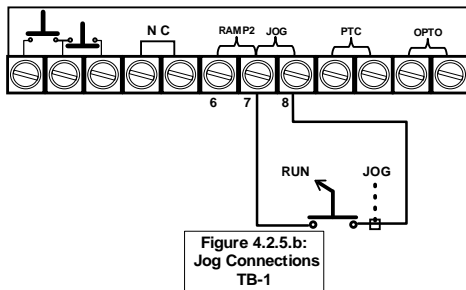 N C RAMP2 JOG PTC OPTO
6 7 8
RUN JOG
Figure 4.2.5.b:
Jog Connections
TB-1